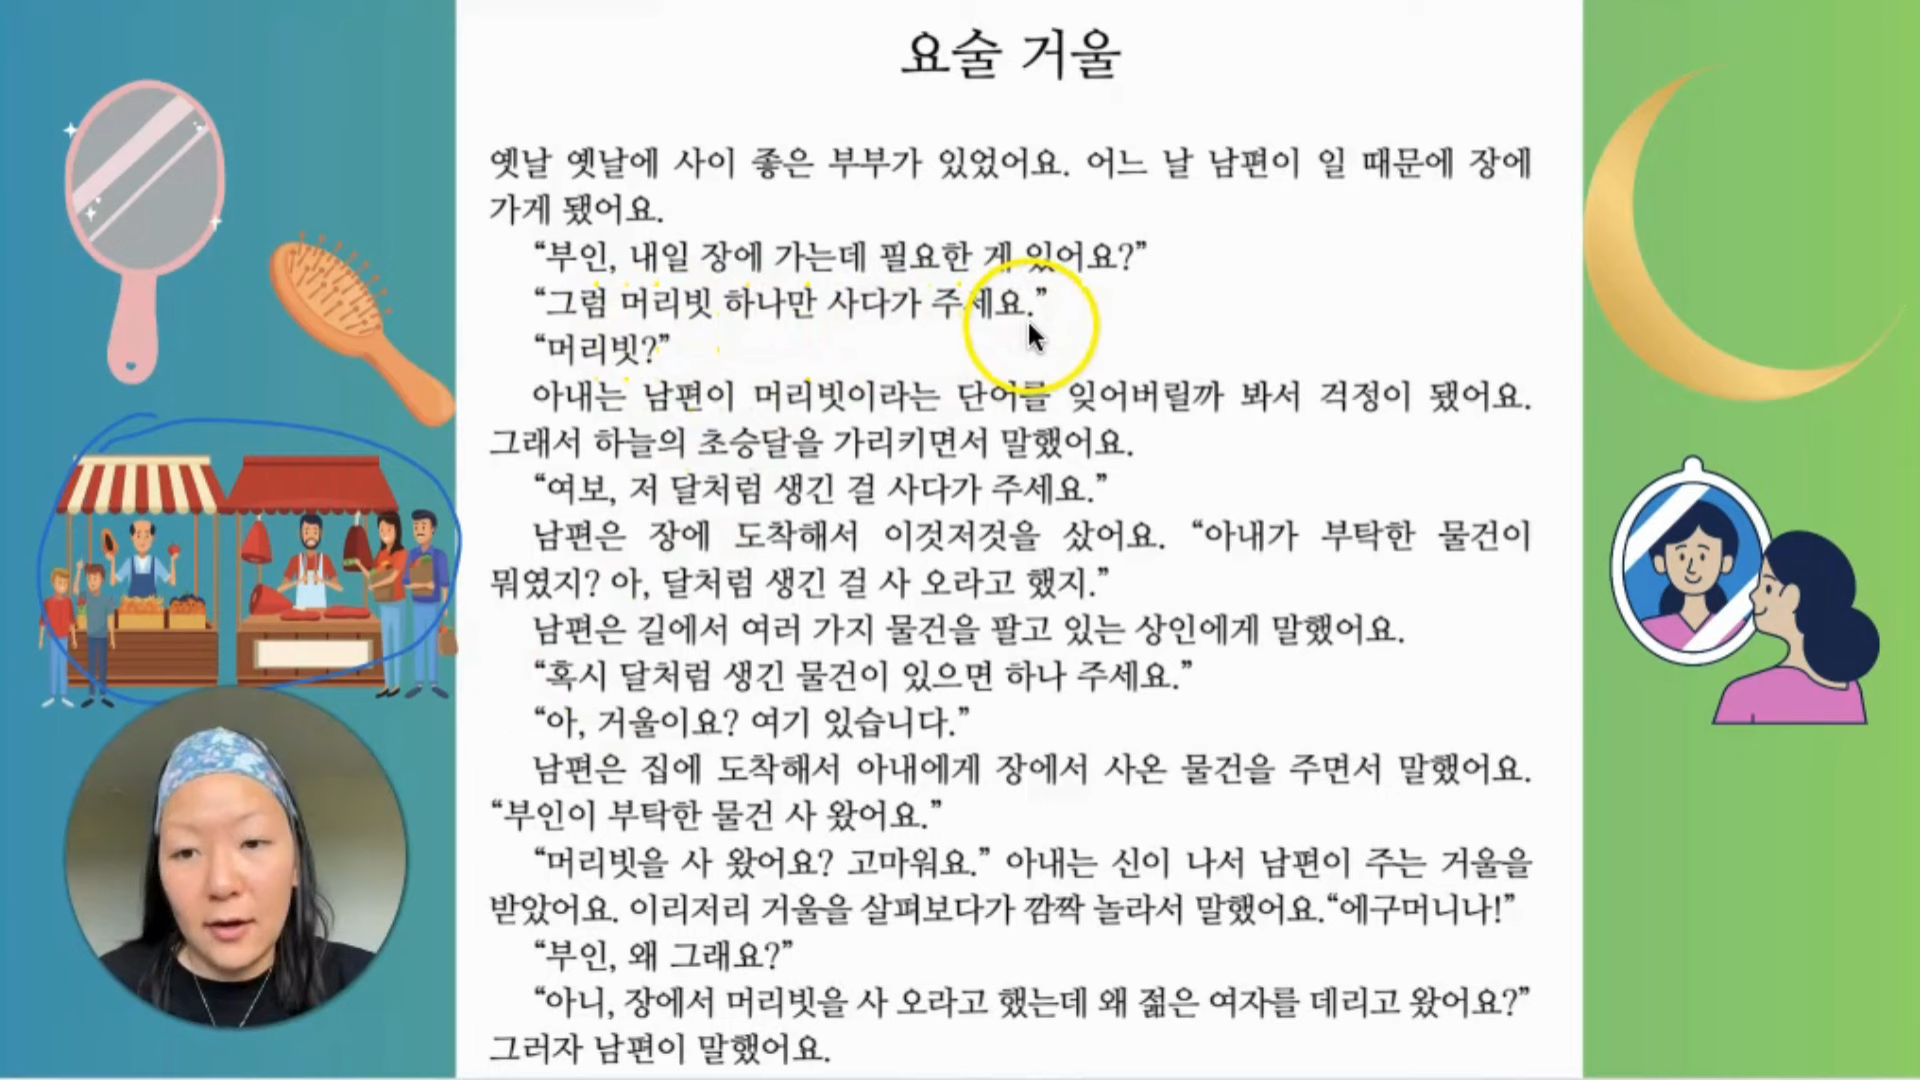 요술 거울
옛날 옛날에 사이 좋은 부부가 있었어요. 어느 날 남편이 일 때문에 장에
가게 됐어요.
“부인, 내일 장에 가는데 필요한 게 있어요?”
“그럼 머리빗 하나만 사다가 주세요.”
“머리빗?”
아내는 남편이 머리빗이라는 단어를 잊어버릴까 봐서 걱정이 됐어요.
그래서 하늘의 초승달을 가리키면서 말했어요.
“여보, 저 달처럼 생긴 걸 사다가 주세요.”
남편은 장에 도착해서 이것저것을 샀어요. “아내가 부탁한 물건이
뭐였지? 아, 달처럼 생긴 걸 사 오라고 했지.”
남편은 길에서 여러 가지 물건을 팔고 있는 상인에게 말했어요.
“혹시 달처럼 생긴 물건이 있으면 하나 주세요.”
“아, 거울이요? 여기 있습니다.”
남편은 집에 도착해서 아내에게 장에서 사온 물건을 주면서 말했어요.
“부인이 부탁한 물건 사 왔어요.”
“머리빗을 사 왔어요? 고마워요.” 아내는 신이 나서 남편이 주는 거울을
받았어요. 이리저리 거울을 살펴보다가 깜짝 놀라서 말했어요.“에구머니나!”
“부인, 왜 그래요?”
“아니, 장에서 머리빗을 사 오라고 했는데 왜 젊은 여자를 데리고 왔어요?”
그러자 남편이 말했어요.